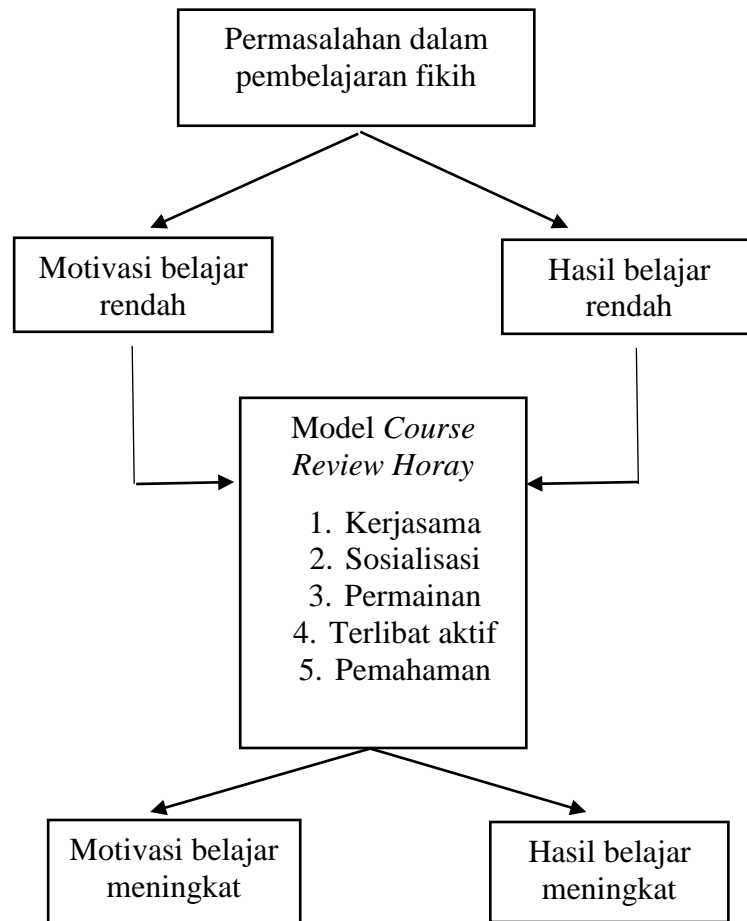 Permasalahan dalam
pembelajaran fikih
Motivasi belajar
rendah
Hasil belajar
rendah
Model Course
Review Horay
1. Kerjasama
2. Sosialisasi
3. Permainan
4. Terlibat aktif
5. Pemahaman
Motivasi belajar
meningkat
Hasil belajar
meningkat